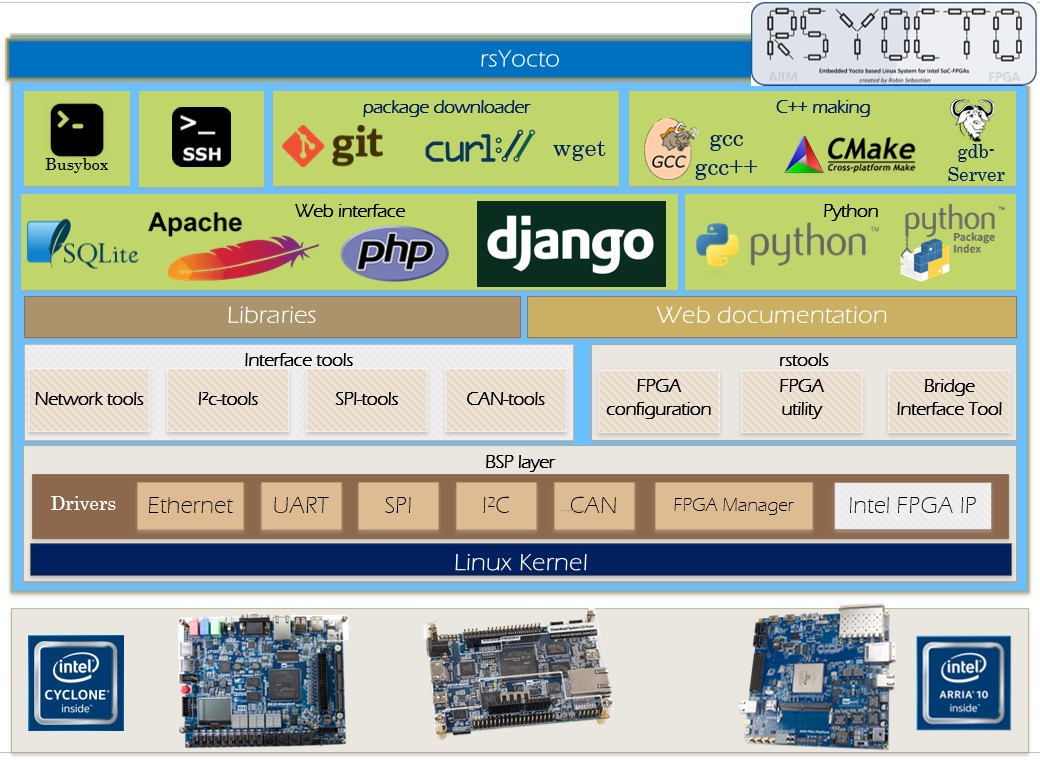 RSYOCTO
ARM
Embedded Yocto based Linux System for Intel SoC-FPGAs
created by Robin Sebastian
FPGA
rsYocto
>-
Busybox
>_
SSH
package downloader
git
curl://
wget
C++ making
GCC
gcc
gcc++
CMake
Cross-platform Make
gdb-
Server
SQLite
Apache
Web interface
php
django
Python
python™
python™
Package
Index
Libraries
Web documentation
Interface tools
Network tools
I²c-tools
SPI-tools
CAN-tools
rstools
FPGA
configuration
FPGA
utility
Bridge
Interface Tool
BSP layer
Drivers
Ethernet
UART
SPI
I²C
CAN
FPGA Manager
Intel FPGA IP
Linux Kernel
intel
CYCLONE®
inside™
intel
ARRIA®10
inside™